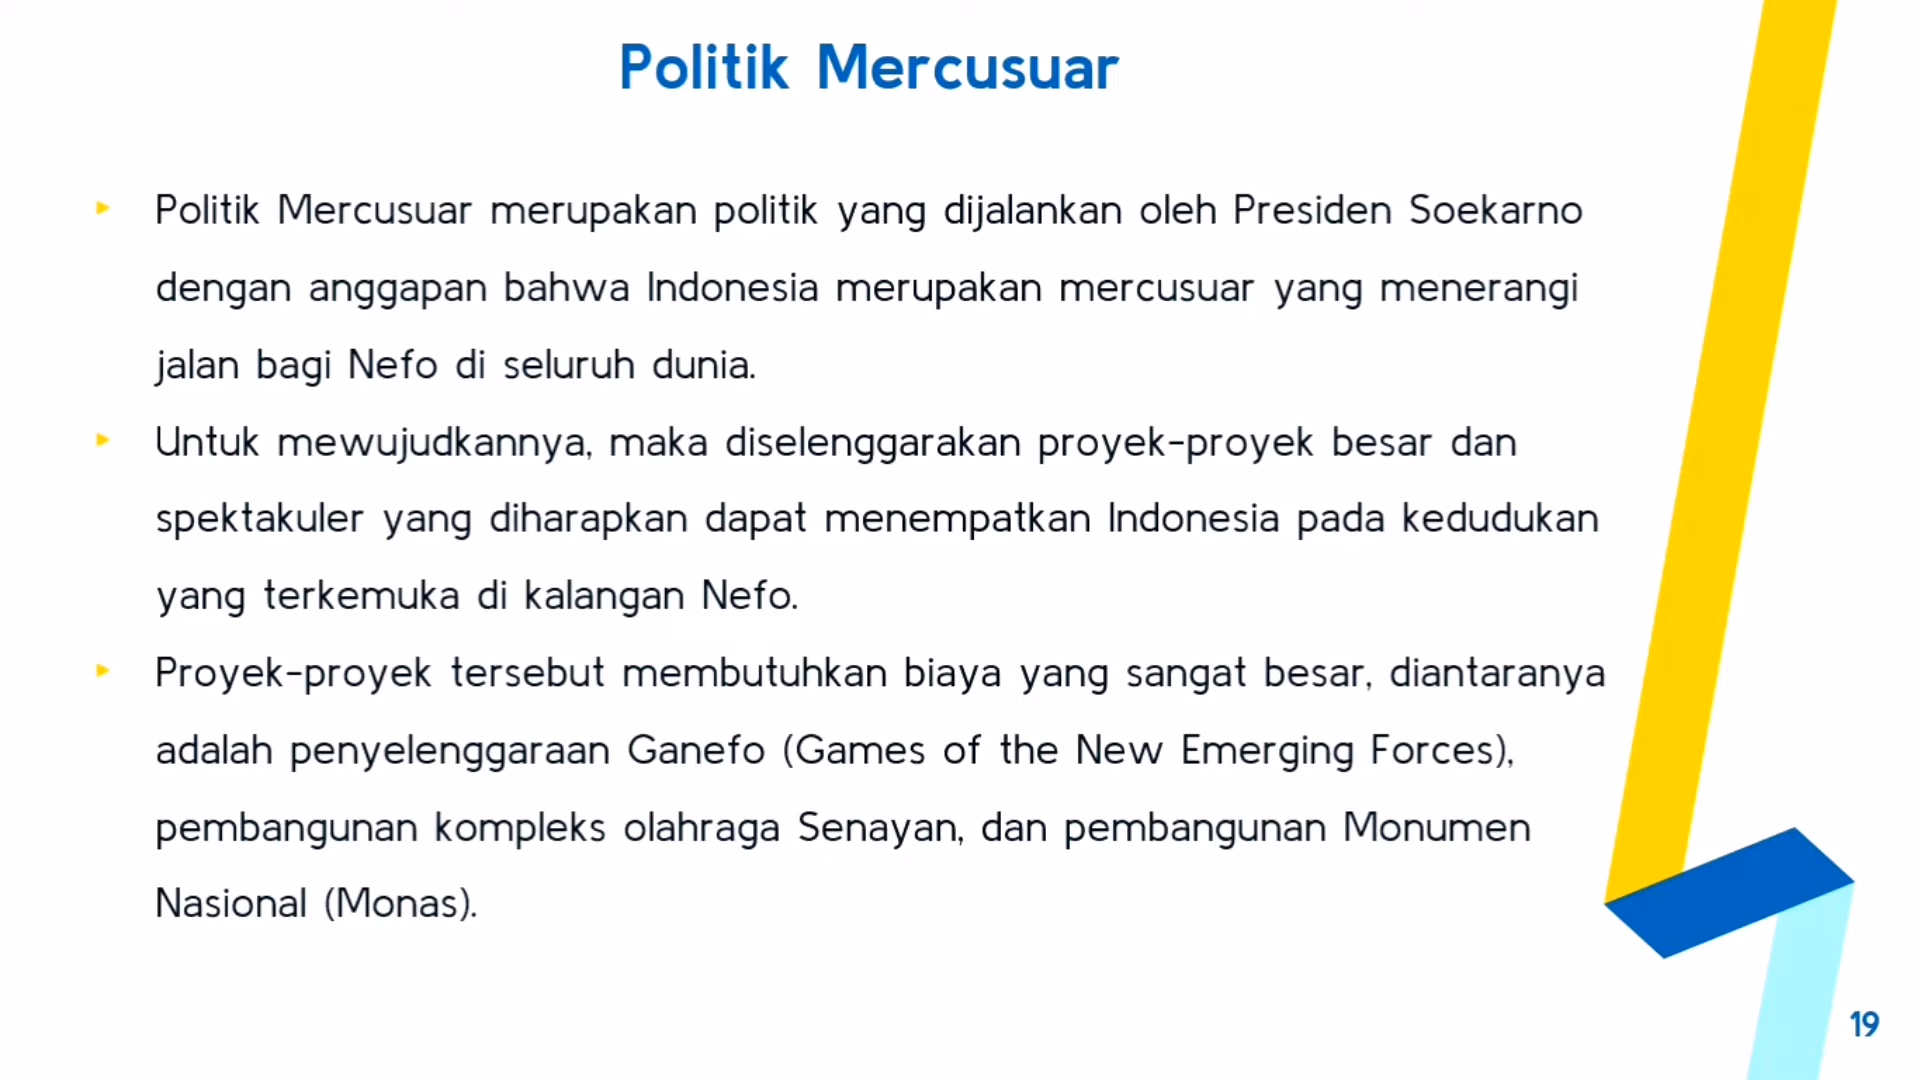 Politik Mercusuar
Politik Mercusuar merupakan politik yang dijalankan oleh Presiden Soekarno
dengan anggapan bahwa Indonesia merupakan mercusuar yang menerangi
jalan bagi Nefo di seluruh dunia.
Untuk mewujudkannya, maka diselenggarakan proyek-proyek besar dan
spektakuler yang diharapkan dapat menempatkan Indonesia pada kedudukan
yang terkemuka di kalangan Nefo.
Proyek-proyek tersebut membutuhkan biaya yang sangat besar, diantaranya
adalah penyelenggaraan Ganefo (Games of the New Emerging Forces),
pembangunan kompleks olahraga Senayan, dan pembangunan Monumen
Nasional (Monas).
19